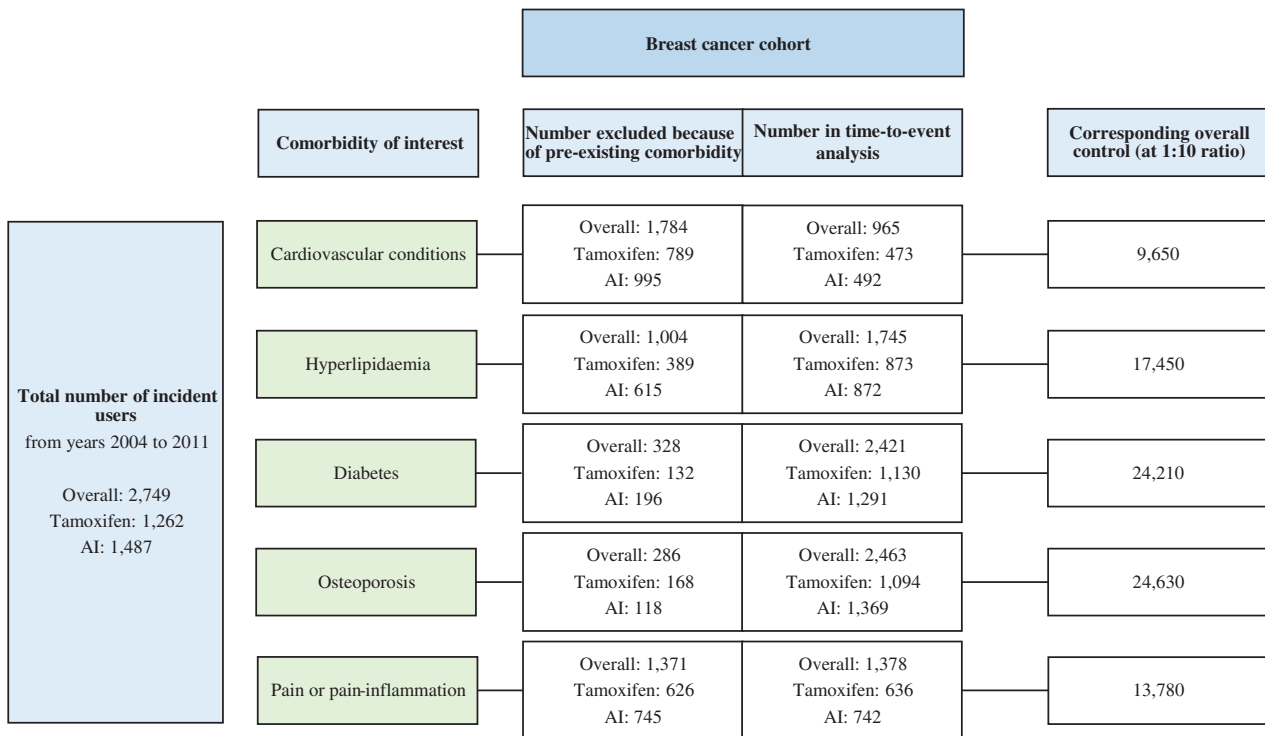 Breast cancer cohort
Comorbidity of interest
Number excluded because
of pre-existing comorbidity
Number in time-to-event
analysis
Corresponding overall
control (at 1:10 ratio)
Total number of incident
users
from years 2004 to 2011
Overall: 2,749
Tamoxifen: 1,262
AI: 1,487
Cardiovascular conditions
Overall: 1,784
Tamoxifen: 789
AI: 995
Overall: 965
Tamoxifen: 473
AI: 492
9,650
Hyperlipidaemia
Overall: 1,004
Tamoxifen: 389
AI: 615
Overall: 1,745
Tamoxifen: 873
AI: 872
17,450
Diabetes
Overall: 328
Tamoxifen: 132
AI: 196
Overall: 2,421
Tamoxifen: 1,130
AI: 1,291
24,210
Osteoporosis
Overall: 286
Tamoxifen: 168
AI: 118
Overall: 2,463
Tamoxifen: 1,094
AI: 1,369
24,630
Pain or pain-inflammation
Overall: 1,371
Tamoxifen: 626
AI: 745
Overall: 1,378
Tamoxifen: 636
AI: 742
13,780